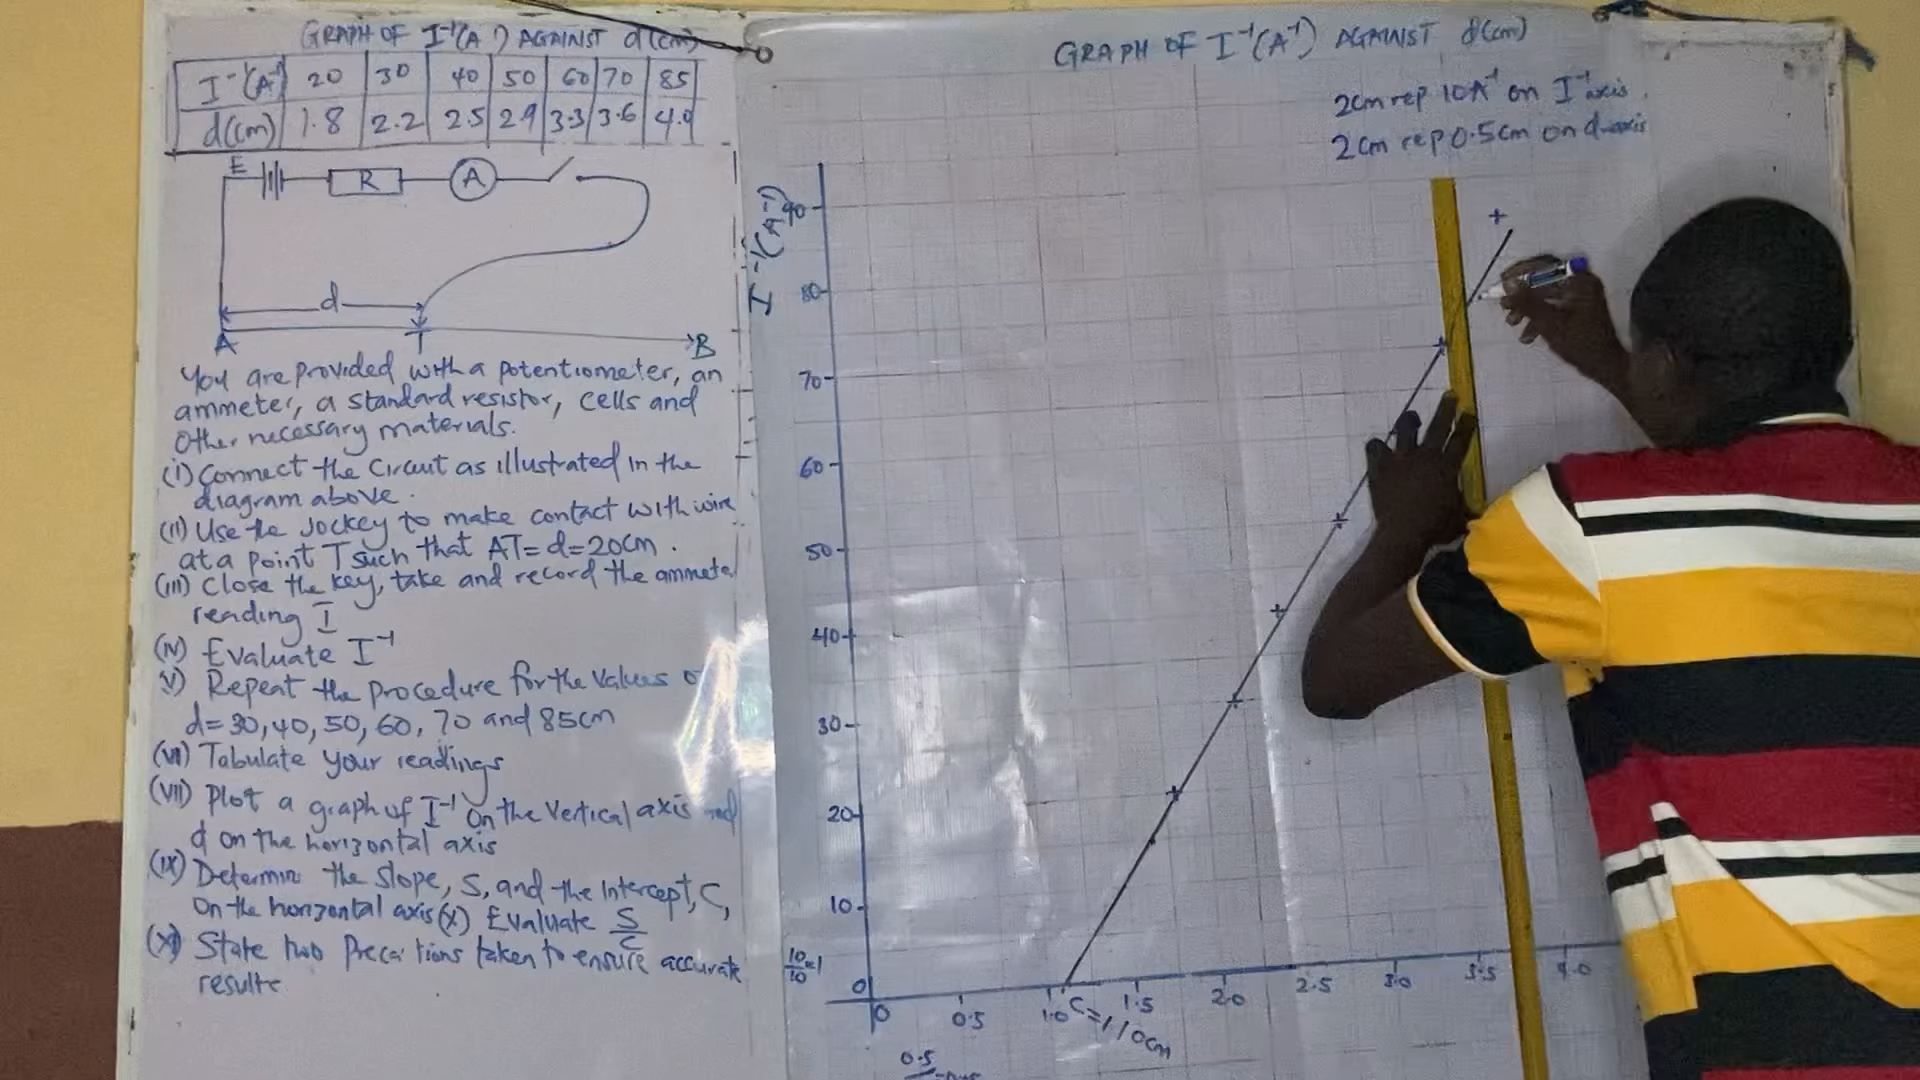 GRAPH OF I⁻¹(A⁻¹) AGAINST d(cm)
I⁻¹(A⁻¹) 20 30 40 50 60 70 85
d(cm) 1.8 2.2 2.5 2.9 3.3 3.6 4.0
E R A
d
A T B
You are provided with a potentiometer, an
ammeter, a standard resistor, cells and
Other necessary materials.
(i) Connect the Circuit as illustrated in the
diagram above.
(II) Use the Jockey to make contact with wire
at a point T such that AT=d=20cm.
(III) Close the key, take and record the ammeter
reading I
(IV) Evaluate I⁻¹
V) Repeat the procedure for the values o
d=30,40,50,60,70 and 85cm
(VI) Tabulate your readings
(VII) Plot a graph of I⁻¹ on the vertical axis and
d on the horizontal axis
(IX) Determine the slope, S, and the Intercept, C,
on the horizontal axis (X) Evaluate S/C
(X) State two Precautions taken to ensure accurate
results
GRAPH OF I⁻¹(A⁻¹) AGAINST d(cm)
2cm rep 10A⁻¹ on I⁻¹ axis.
2cm rep 0.5cm on d-axis
I⁻¹(A⁻¹)
90
80
70
60
50
40
30
20
10
10/10=1
0
0 0.5 1.0 1.5 2.0 2.5 3.0 3.5 4.0
C=1.10cm
0.5